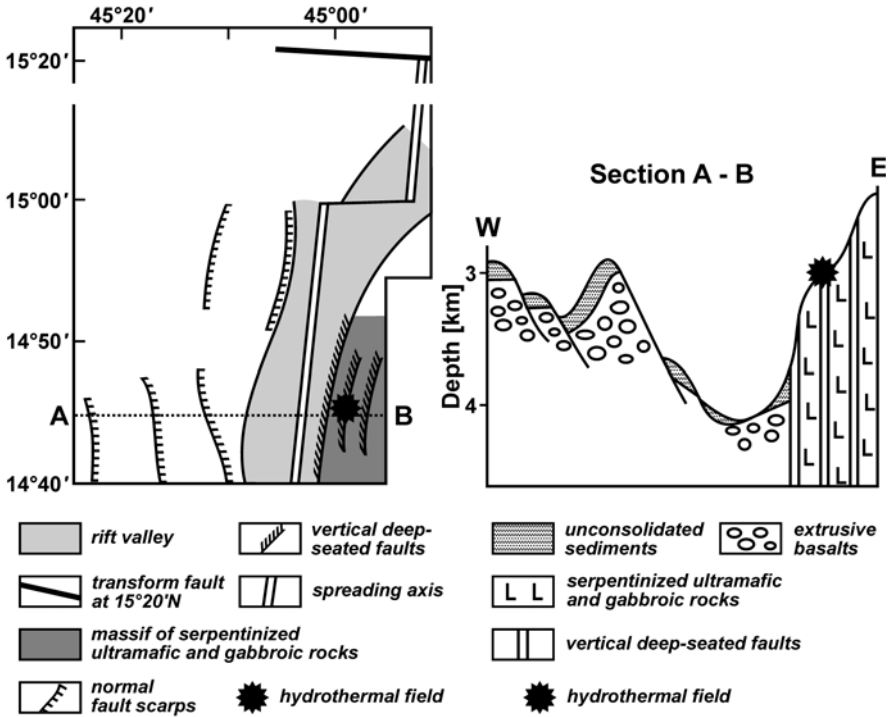 45°20′ 45°00′
15°20′
15°00′
14°50′
A B
14°40′
Section A - B
W E
Depth [km]
3
4
L L
L L
L L
L L
L L
L
rift valley
vertical deep-
seated faults
transform fault
at 15°20′N
spreading axis
massif of serpentinized
ultramafic and gabbroic rocks
normal
fault scarps
hydrothermal field
unconsolidated
sediments
extrusive
basalts
L L
serpentinized ultramafic
and gabbroic rocks
vertical deep-seated faults
hydrothermal field